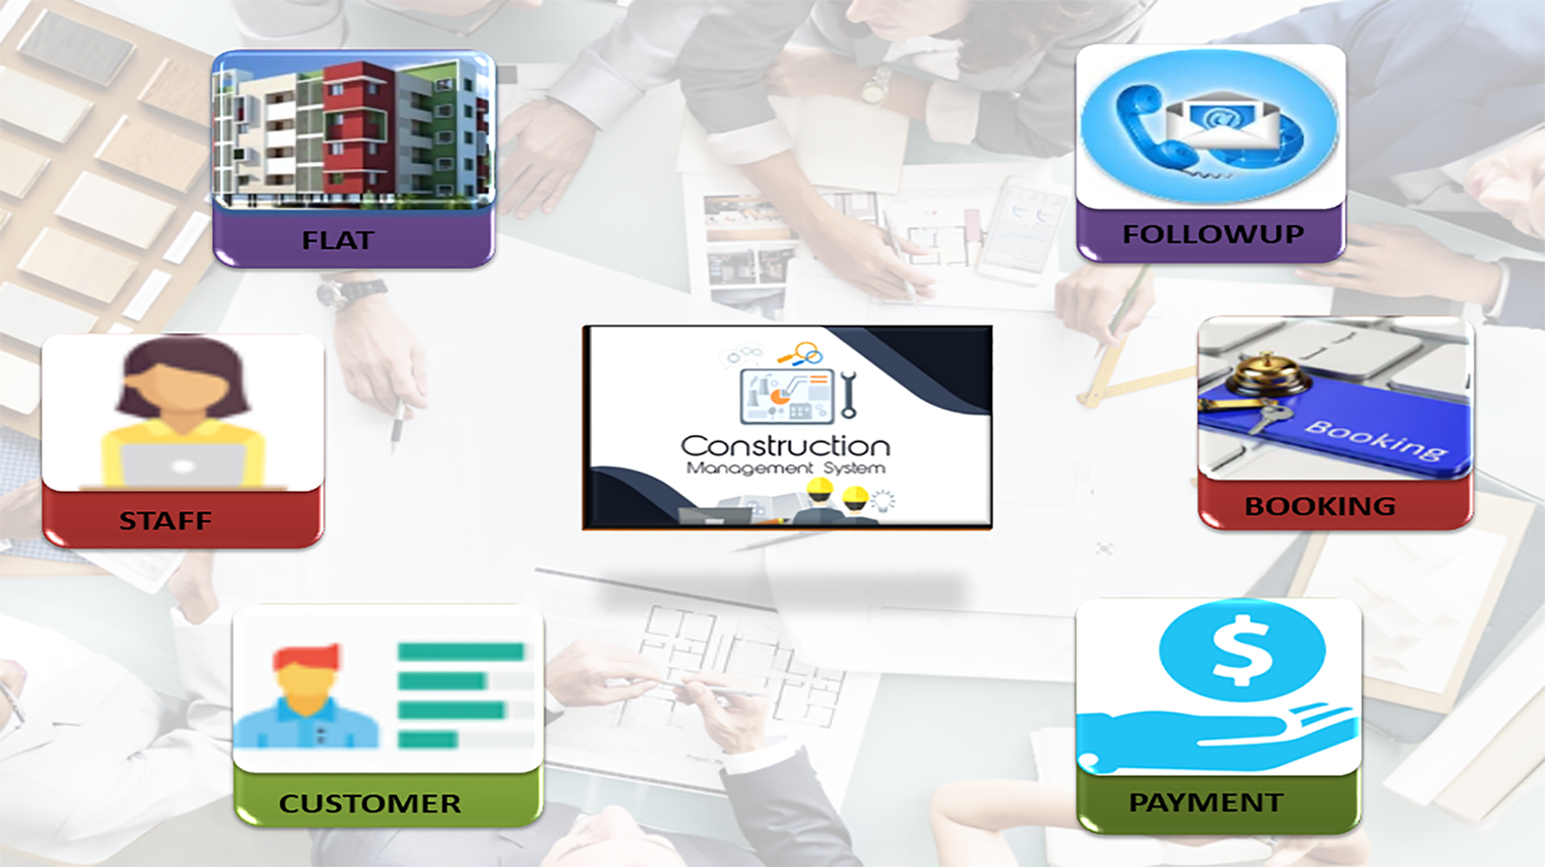 FLAT
FOLLOWUP
Construction
Management System
STAFF
Booking
BOOKING
CUSTOMER
$
PAYMENT